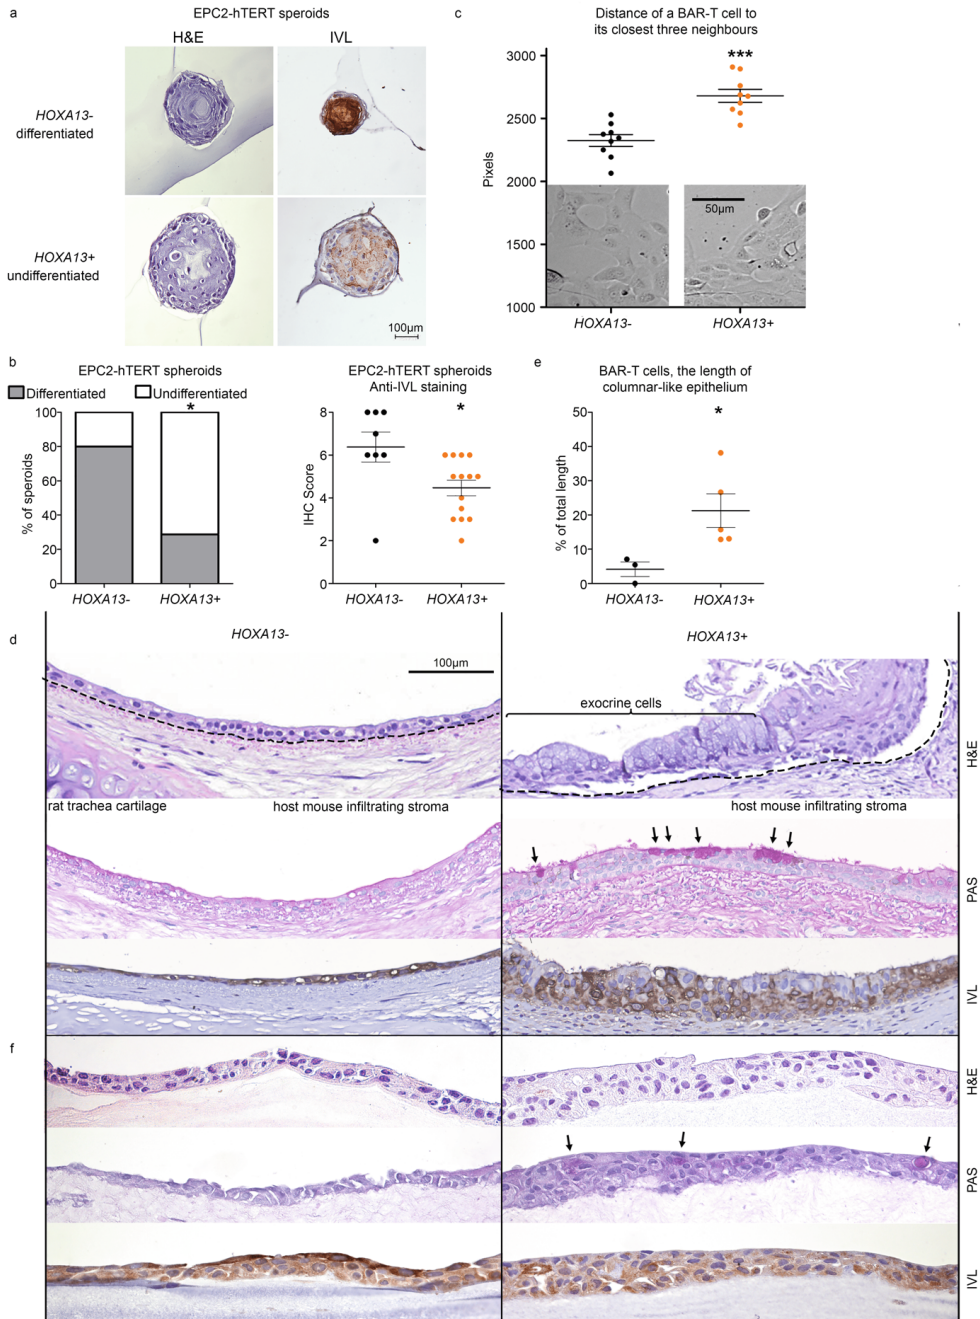 a
EPC2-hTERT speroids
H&E
IVL
HOXA13-
differentiated
HOXA13+
undifferentiated
100µm
c
Distance of a BAR-T cell to
its closest three neighbours
***
3000
2500
2000
1500
1000
Pixels
50µm
HOXA13-
HOXA13+
b
EPC2-hTERT spheroids
Differentiated
Undifferentiated
*
100
80
60
40
20
0
% of speroids
HOXA13-
HOXA13+
EPC2-hTERT spheroids
Anti-IVL staining
*
8
6
4
2
0
IHC Score
HOXA13-
HOXA13+
e
BAR-T cells, the length of
columnar-like epithelium
*
50
40
30
20
10
0
% of total length
HOXA13-
HOXA13+
d
HOXA13-
HOXA13+
100µm
exocrine cells
H&E
rat trachea cartilage
host mouse infiltrating stroma
host mouse infiltrating stroma
PAS
IVL
f
H&E
PAS
IVL